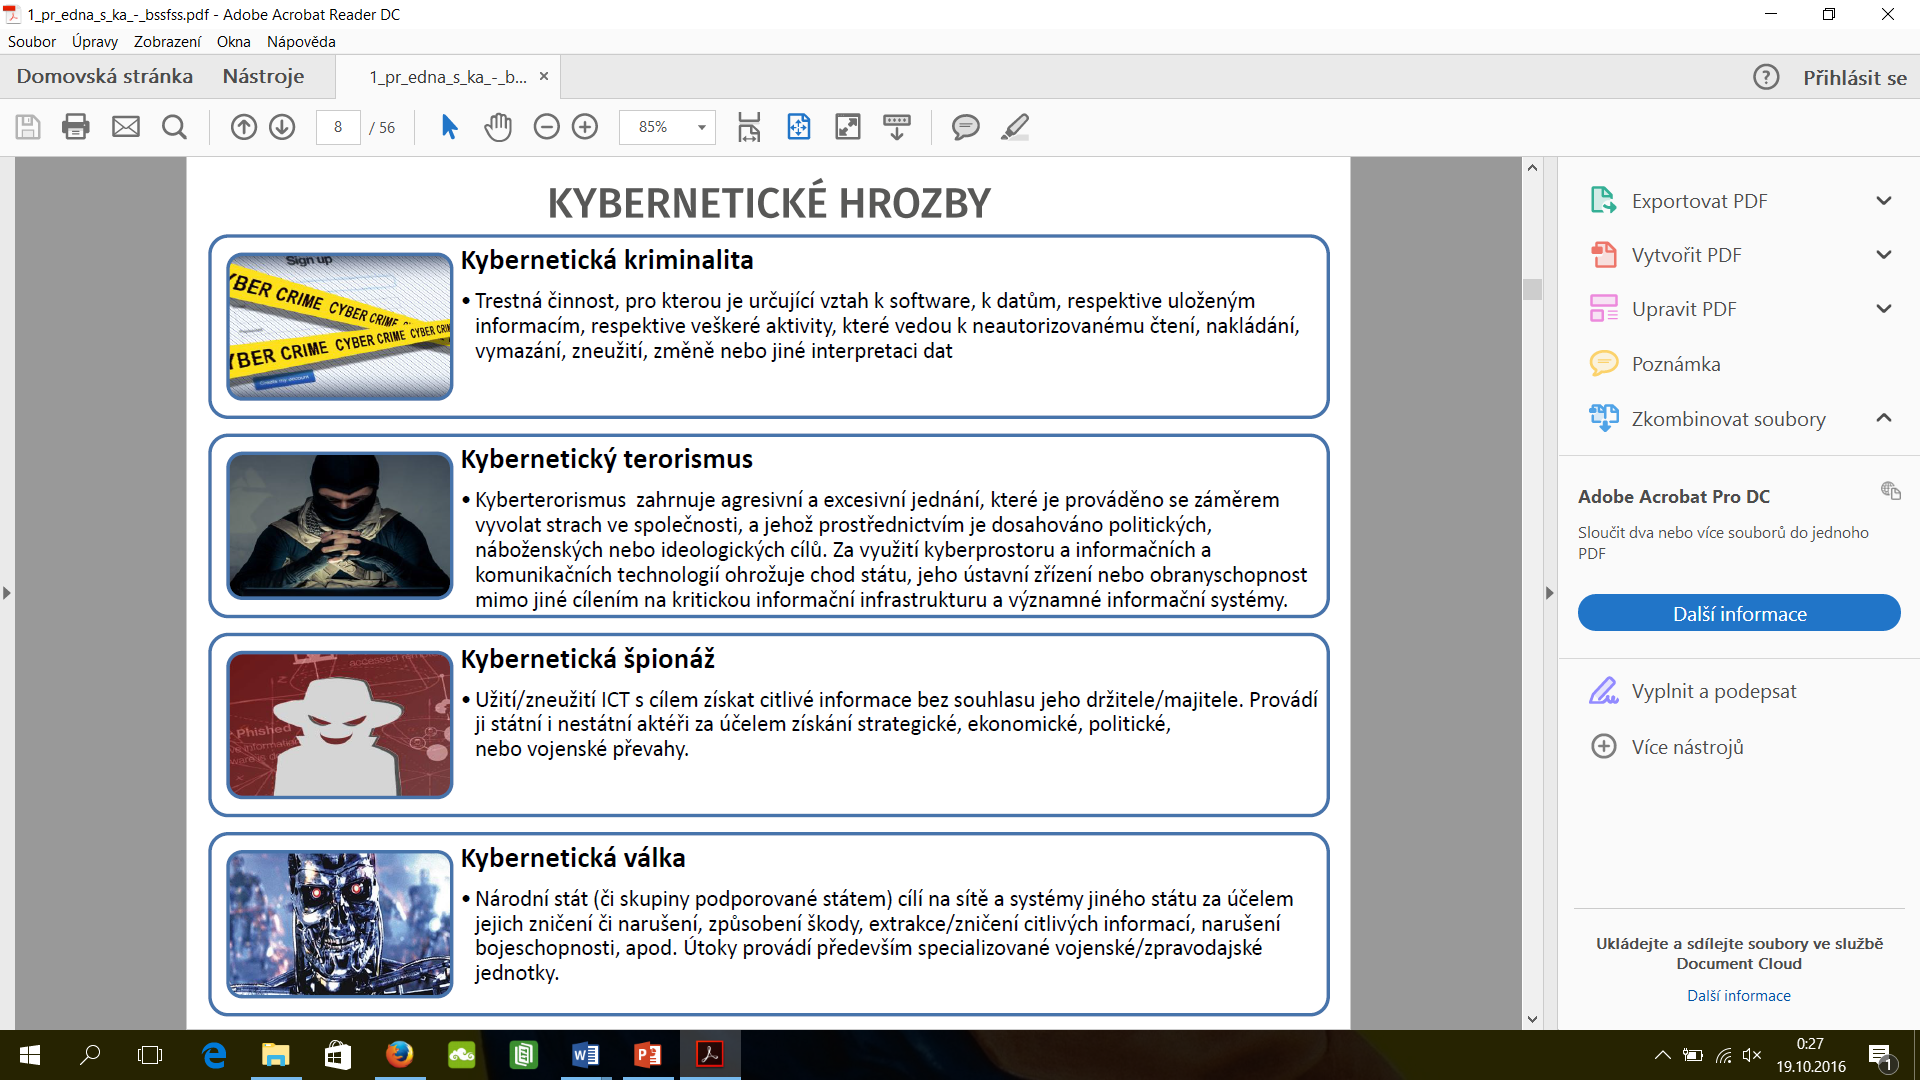 1_pr_edna_s_ka_-_bssfss.pdf - Adobe Acrobat Reader DC
Soubor Úpravy Zobrazení Okna Nápověda
Domovská stránka Nástroje 1_pr_edna_s_ka_-_b... Přihlásit se
8 / 56 85%
KYBERNETICKÉ HROZBY
Sign up
YBER CRIME CYBER CRIME
YBER CRIME CYBER CRIME CYBER CRI
Create my account
Kybernetická kriminalita
• Trestná činnost, pro kterou je určující vztah k software, k datům, respektive uloženým
informacím, respektive veškeré aktivity, které vedou k neautorizovanému čtení, nakládání,
vymazání, zneužití, změně nebo jiné interpretaci dat
Kybernetický terorismus
• Kyberterorismus zahrnuje agresivní a excesivní jednání, které je prováděno se záměrem
vyvolat strach ve společnosti, a jehož prostřednictvím je dosahováno politických,
náboženských nebo ideologických cílů. Za využití kyberprostoru a informačních a
komunikačních technologií ohrožuje chod státu, jeho ústavní zřízení nebo obranyschopnost
mimo jiné cílením na kritickou informační infrastrukturu a významné informační systémy.
accessed
Phished
Kybernetická špionáž
• Užití/zneužití ICT s cílem získat citlivé informace bez souhlasu jeho držitele/majitele. Provádí
ji státní i nestátní aktéři za účelem získání strategické, ekonomické, politické,
nebo vojenské převahy.
Kybernetická válka
• Národní stát (či skupiny podporované státem) cílí na sítě a systémy jiného státu za účelem
jejich zničení či narušení, způsobení škody, extrakce/zničení citlivých informací, narušení
bojeschopnosti, apod. Útoky provádí především specializované vojenské/zpravodajské
jednotky.
Exportovat PDF
Vytvořit PDF
Upravit PDF
Poznámka
Zkombinovat soubory
Adobe Acrobat Pro DC
Sloučit dva nebo více souborů do jednoho
PDF
Další informace
Vyplnit a podepsat
Více nástrojů
Ukládejte a sdílejte soubory ve službě
Document Cloud
Další informace
0:27
19.10.2016
1